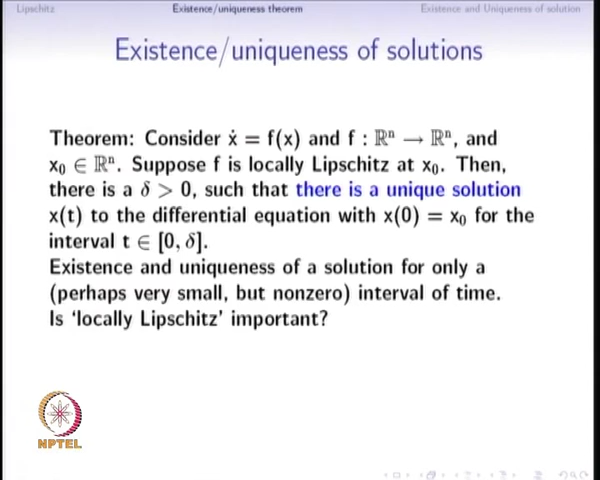 Lipschitz
Existence/uniqueness theorem
Existence and Uniqueness of solution
Existence/uniqueness of solutions
Theorem: Consider ẋ = f(x) and f : ℝⁿ → ℝⁿ, and
x₀ ∈ ℝⁿ. Suppose f is locally Lipschitz at x₀. Then,
there is a δ > 0, such that there is a unique solution
x(t) to the differential equation with x(0) = x₀ for the
interval t ∈ [0, δ].
Existence and uniqueness of a solution for only a
(perhaps very small, but nonzero) interval of time.
Is ‘locally Lipschitz’ important?
NPTEL